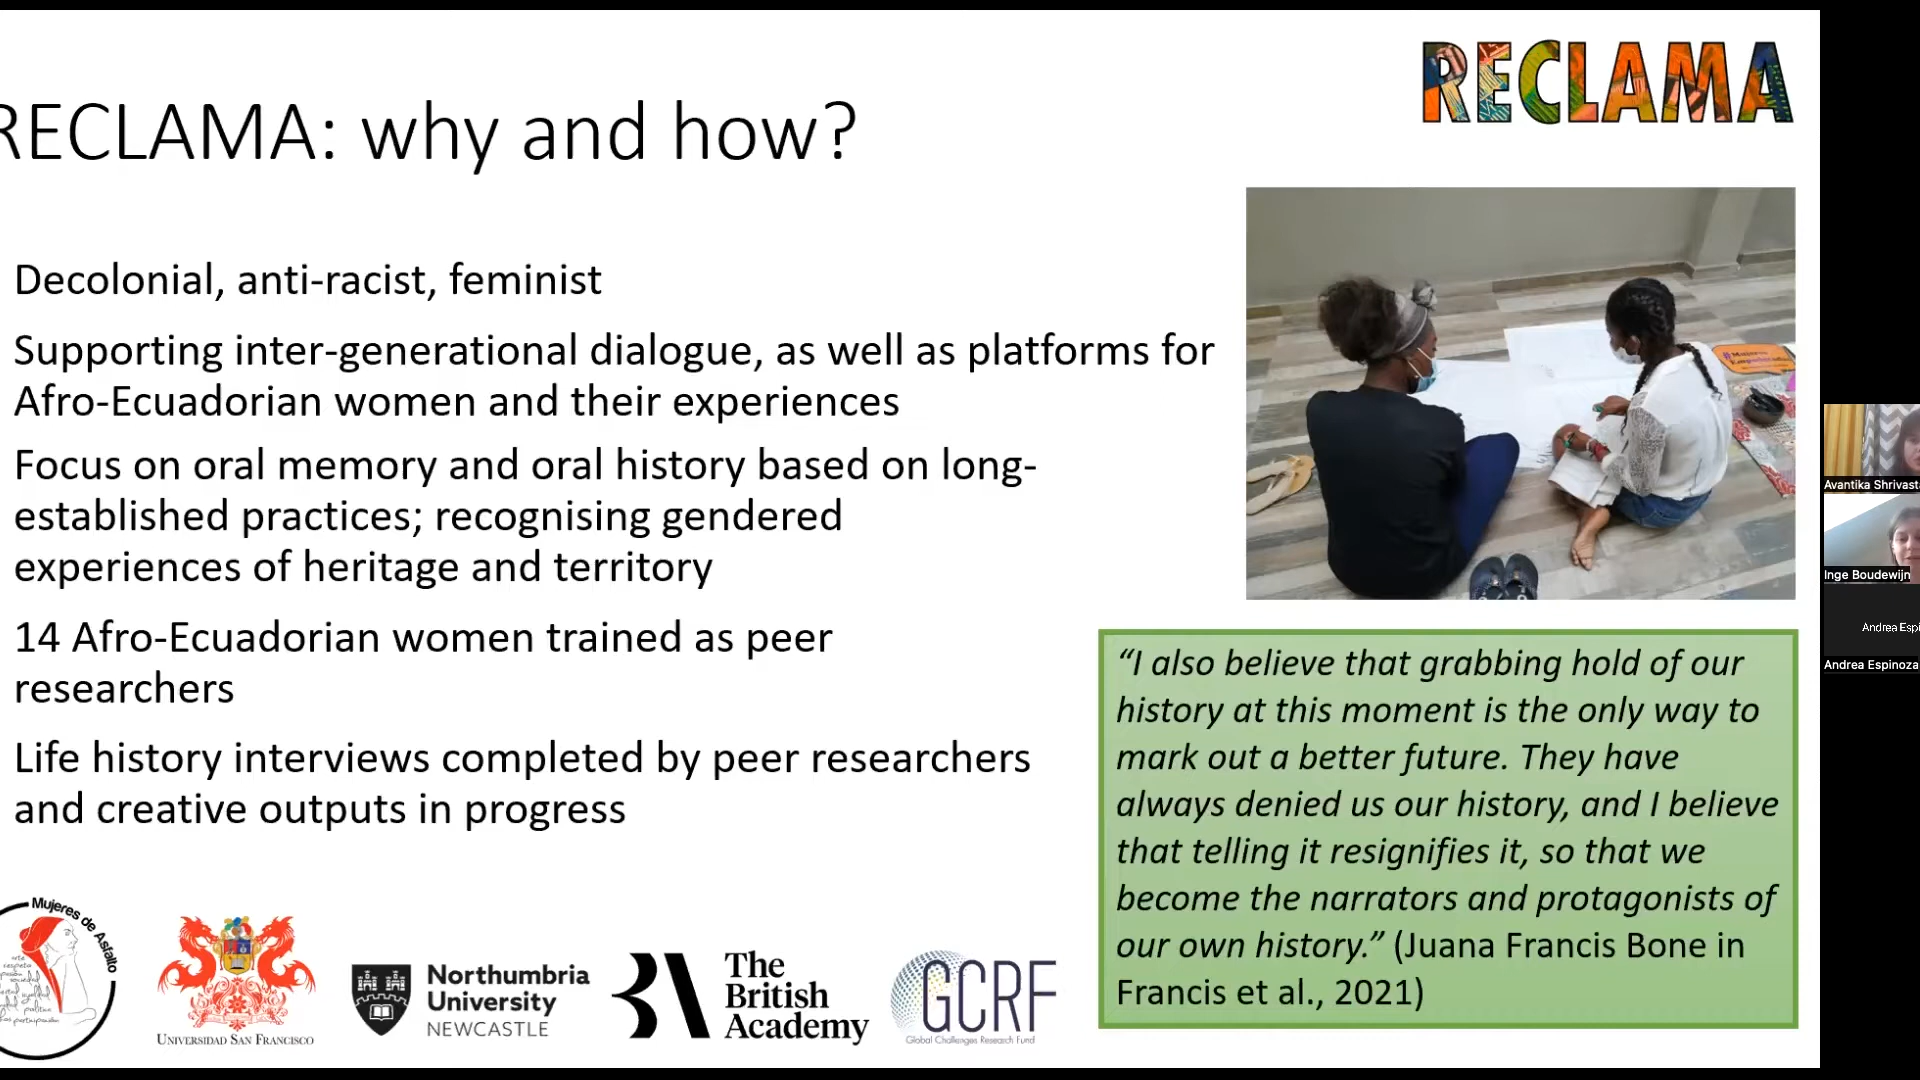 RECLAMA
RECLAMA: why and how?
Decolonial, anti-racist, feminist
Supporting inter-generational dialogue, as well as platforms for
Afro-Ecuadorian women and their experiences
Focus on oral memory and oral history based on long-
established practices; recognising gendered
experiences of heritage and territory
14 Afro-Ecuadorian women trained as peer
researchers
Life history interviews completed by peer researchers
and creative outputs in progress
“I also believe that grabbing hold of our
history at this moment is the only way to
mark out a better future. They have
always denied us our history, and I believe
that telling it resignifies it, so that we
become the narrators and protagonists of
our own history.” (Juana Francis Bone in
Francis et al., 2021)
Mujeres de Asfalto
UNIVERSIDAD SAN FRANCISCO
Northumbria
University
NEWCASTLE
The
British
Academy
GCRF
Global Challenges Research Fund
Avantika Shrivast
Inge Boudewijn
Andrea Espi
Andrea Espinoza